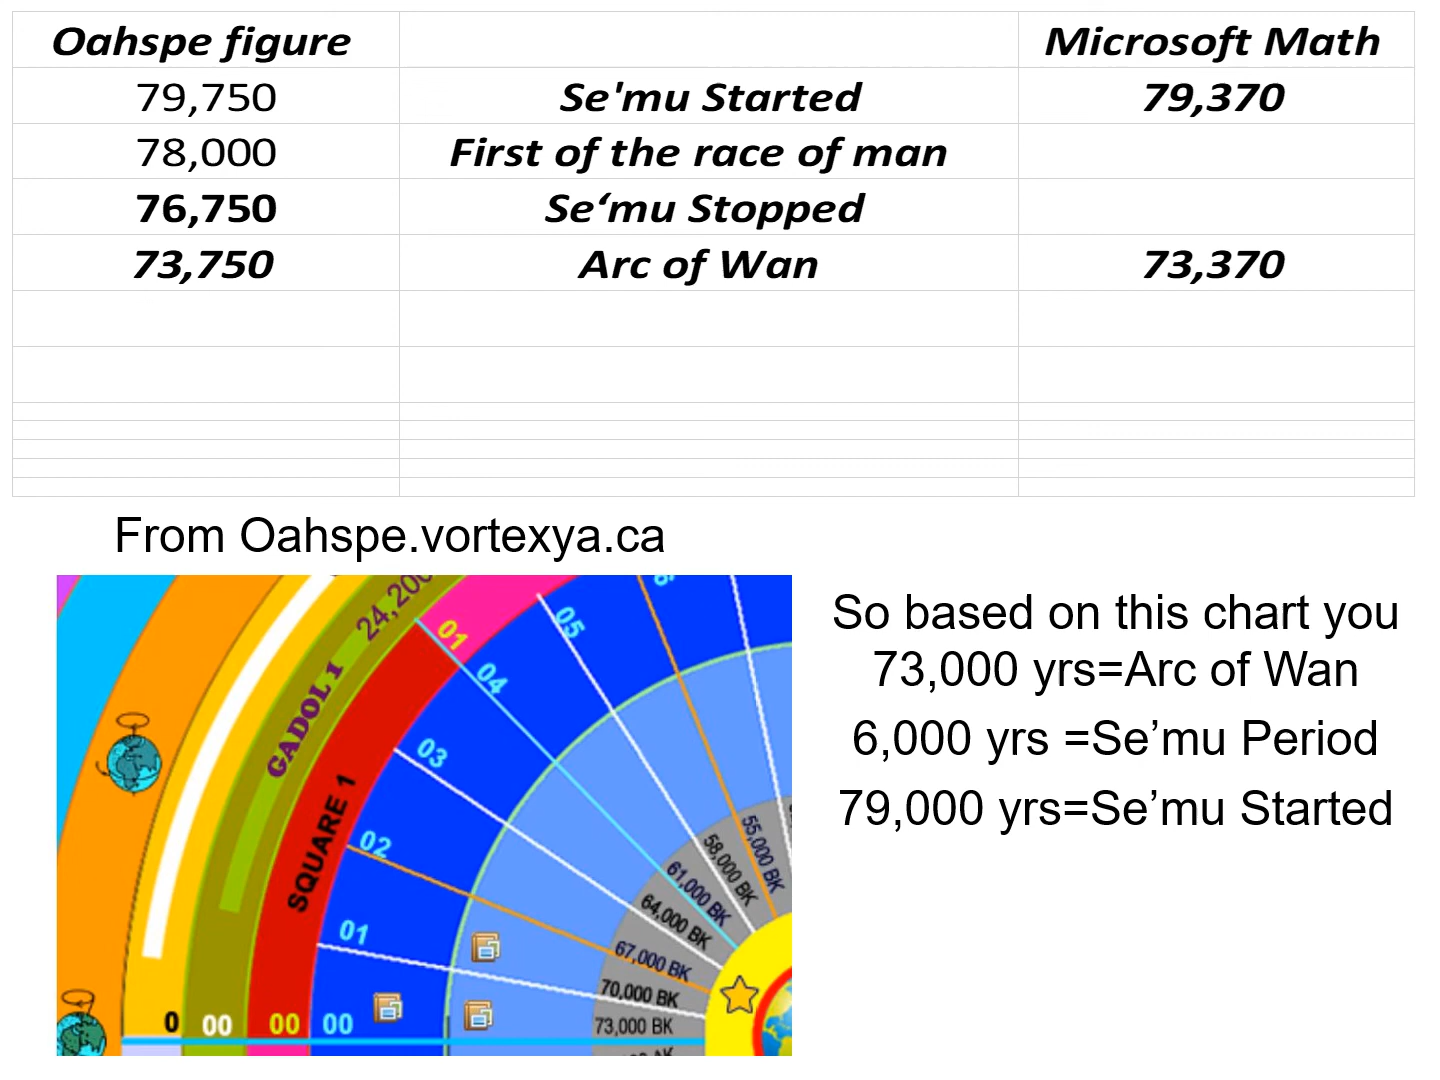 Oahspe figure Microsoft Math
79,750 Se'mu Started 79,370
78,000 First of the race of man
76,750 Se‘mu Stopped
73,750 Arc of Wan 73,370
From Oahspe.vortexya.ca
So based on this chart you
73,000 yrs=Arc of Wan
6,000 yrs =Se’mu Period
79,000 yrs=Se’mu Started
24,200
GADOL 1
SQUARE 1
01
05
04
03
02
01
0 00 00 00
55,000 BK
58,000 BK
61,000 BK
64,000 BK
67,000 BK
70,000 BK
73,000 BK